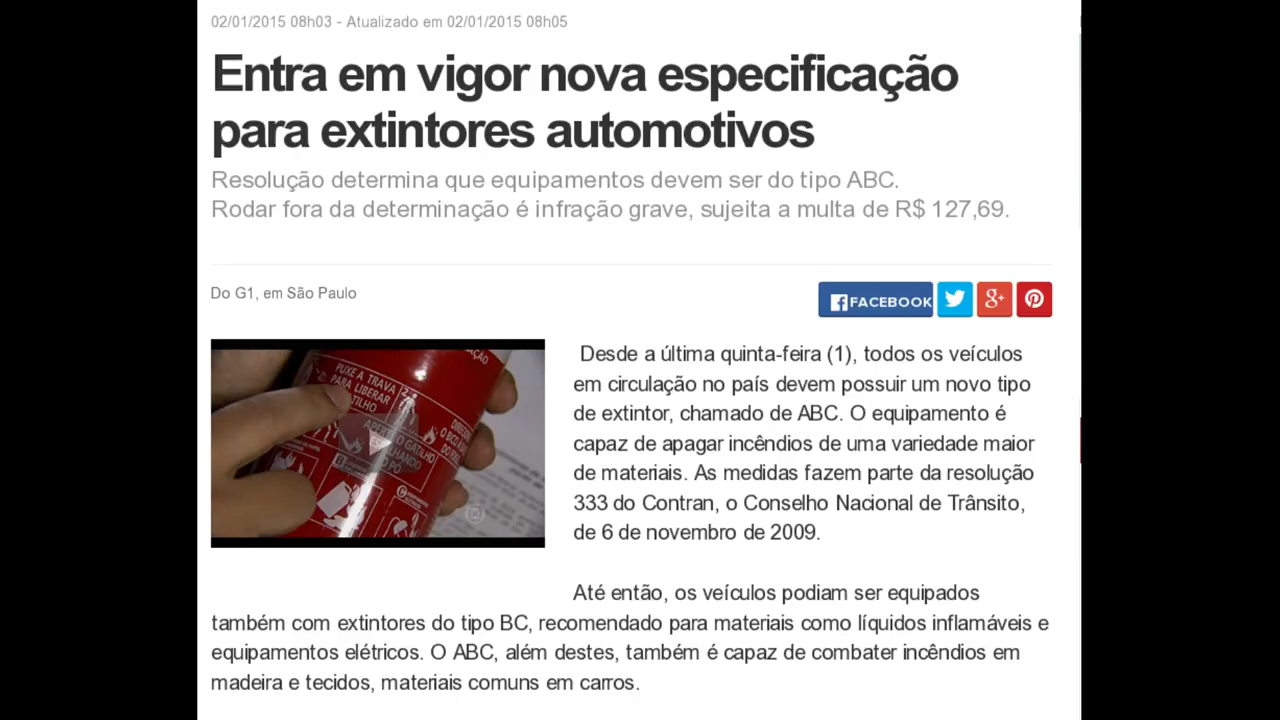 02/01/2015 08h03 - Atualizado em 02/01/2015 08h05
Entra em vigor nova especificação
para extintores automotivos
Resolução determina que equipamentos devem ser do tipo ABC.
Rodar fora da determinação é infração grave, sujeita a multa de R$ 127,69.
Do G1, em São Paulo
FACEBOOK
g+
PUXE A TRAVA
PARA LIBERAR
GATILHO
O BICO
GATILHO
PÓ
Desde a última quinta-feira (1), todos os veículos
em circulação no país devem possuir um novo tipo
de extintor, chamado de ABC. O equipamento é
capaz de apagar incêndios de uma variedade maior
de materiais. As medidas fazem parte da resolução
333 do Contran, o Conselho Nacional de Trânsito,
de 6 de novembro de 2009.
Até então, os veículos podiam ser equipados
também com extintores do tipo BC, recomendado para materiais como líquidos inflamáveis e
equipamentos elétricos. O ABC, além destes, também é capaz de combater incêndios em
madeira e tecidos, materiais comuns em carros.